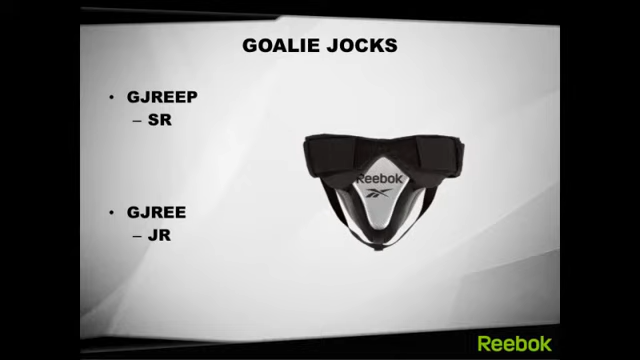 GOALIE JOCKS
• GJREEP
– SR
Reebok
• GJREE
– JR
Reebok